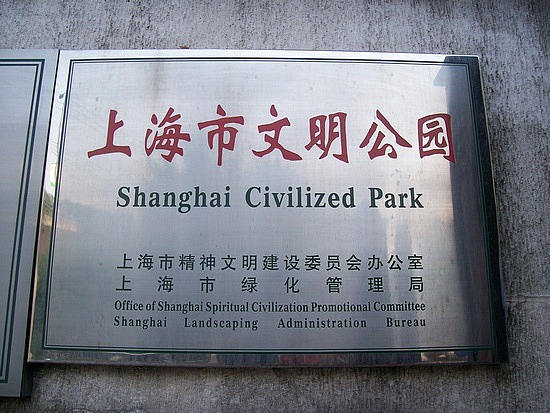 上海市文明公园
Shanghai Civilized Park
上海市精神文明建设委员会办公室
上海市绿化管理局
Office of Shanghai Spiritual Civilization Promotional Committee
Shanghai Landscaping Administration Bureau